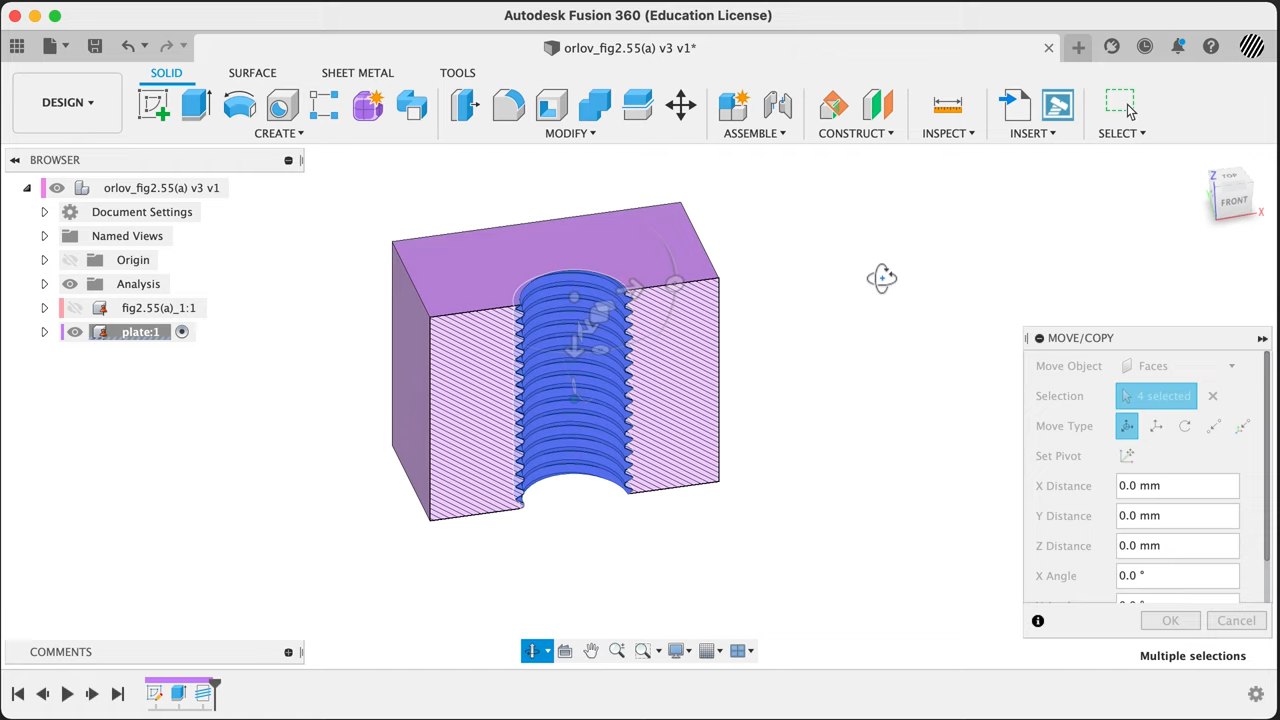 Autodesk Fusion 360 (Education License)
orlov_fig2.55(a) v3 v1*
SOLID SURFACE SHEET METAL TOOLS
DESIGN
CREATE MODIFY ASSEMBLE CONSTRUCT INSPECT INSERT SELECT
BROWSER
orlov_fig2.55(a) v3 v1
Document Settings
Named Views
Origin
Analysis
fig2.55(a)_1:1
plate:1
Z
TOP
FRONT
X
MOVE/COPY
Move Object Faces
Selection 4 selected
Move Type
Set Pivot
X Distance 0.0 mm
Y Distance 0.0 mm
Z Distance 0.0 mm
X Angle 0.0 °
OK Cancel
COMMENTS
Multiple selections